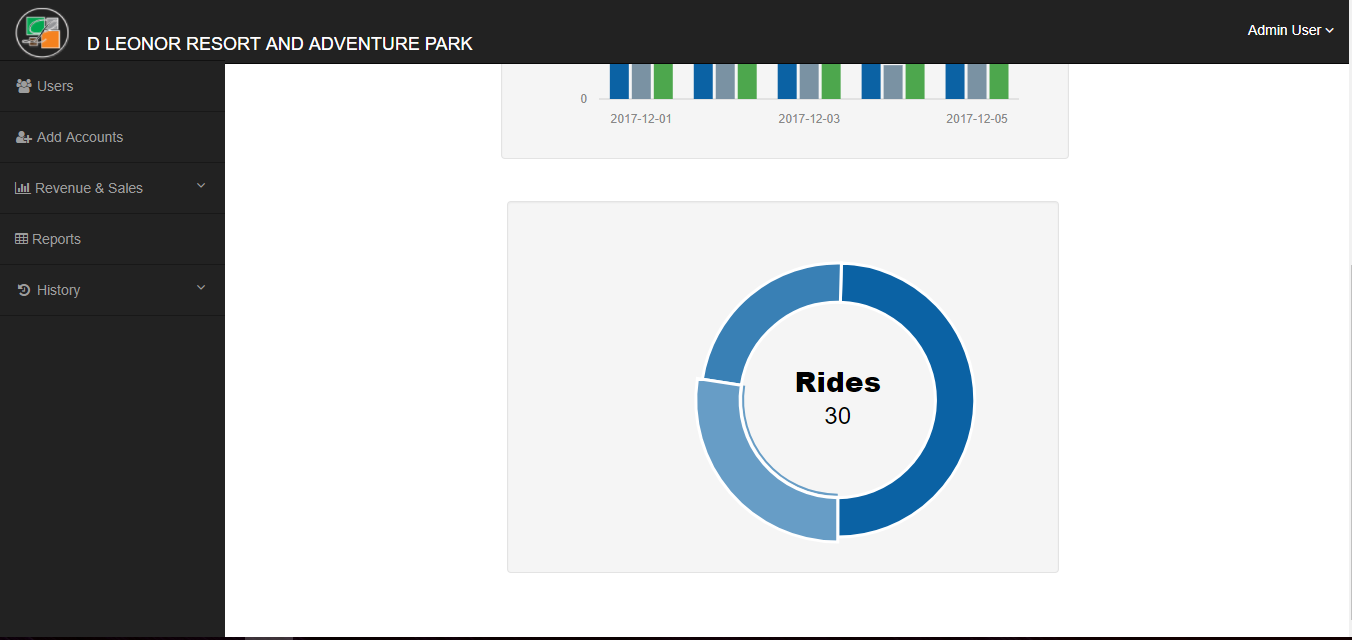 D LEONOR RESORT AND ADVENTURE PARK
Admin User
Users
Add Accounts
Revenue & Sales
Reports
History
0
2017-12-01 2017-12-03 2017-12-05
Rides
30